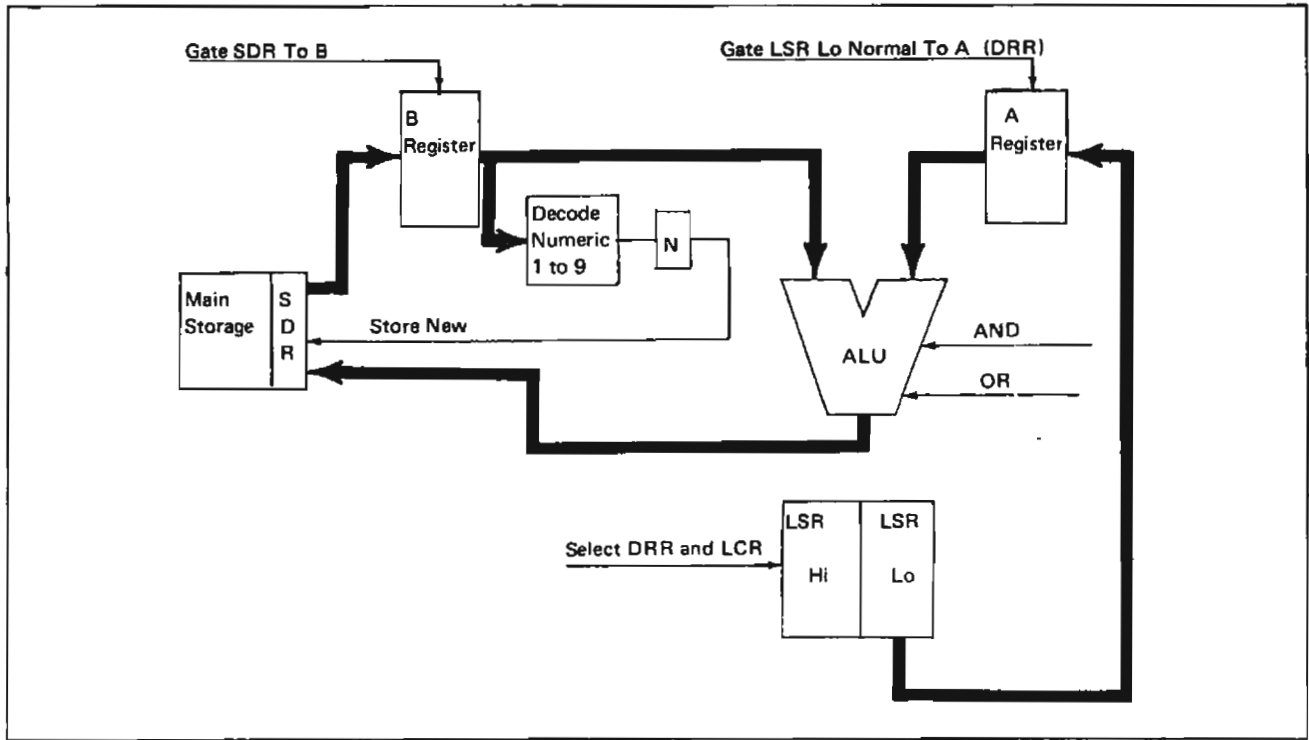 Gate SDR To B
Gate LSR Lo Normal To A (DRR)
B
Register
A
Register
Decode
Numeric
1 to 9
N
Main
Storage
S
D
R
Store New
ALU
AND
OR
LSR
Hi
LSR
Lo
Select DRR and LCR